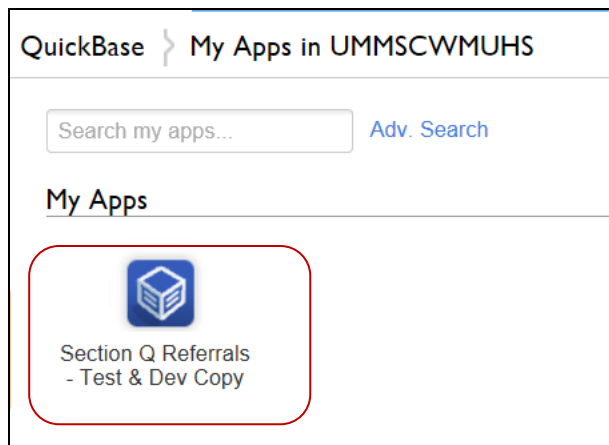 QuickBase My Apps in UMMSCWMUHS
Search my apps... Adv. Search
My Apps
Section Q Referrals
- Test & Dev Copy